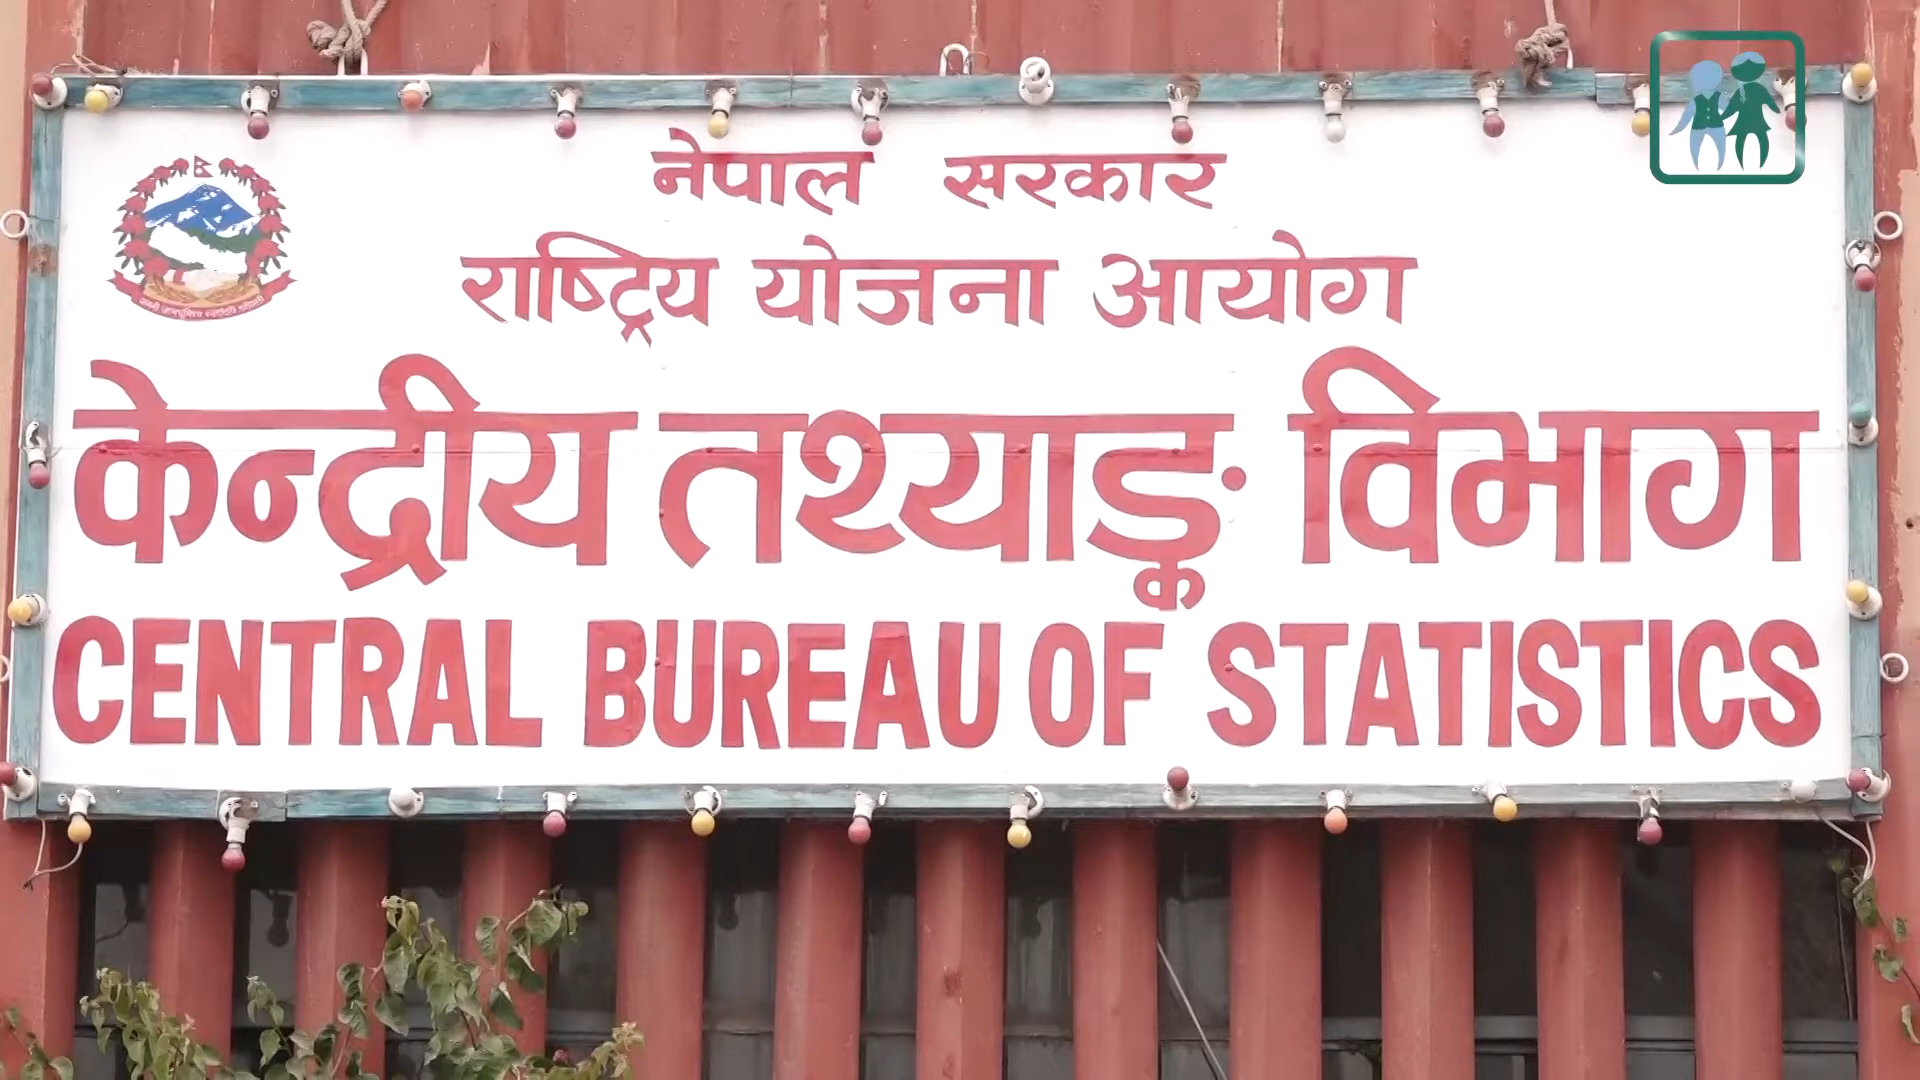 नेपाल सरकार
राष्ट्रिय योजना आयोग
केन्द्रीय तथ्याङ्क विभाग
CENTRAL BUREAU OF STATISTICS